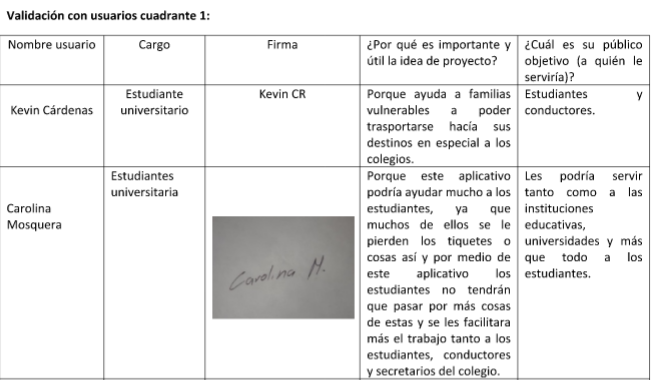 Validación con usuarios cuadrante 1:
Nombre usuario Cargo Firma ¿Por qué es importante y ¿Cuál es su público
útil la idea de proyecto? objetivo (a quién le
serviría)?
Kevin Cárdenas
Estudiante
universitario
Kevin CR
Porque ayuda a familias
vulnerables a poder
trasportarse hacía sus
destinos en especial a los
colegios.
Estudiantes y
conductores.
Carolina
Mosquera
Estudiantes
universitaria
Carolina M.
Porque este aplicativo
podría ayudar mucho a los
estudiantes, ya que
muchos de ellos se le
pierden los tiquetes o
cosas así y por medio de
este aplicativo los
estudiantes no tendrán
que pasar por más cosas
de estas y se les facilitara
más el trabajo tanto a los
estudiantes, conductores
y secretarios del colegio.
Les podría servir
tanto como a las
instituciones
educativas,
universidades y más
que todo a los
estudiantes.